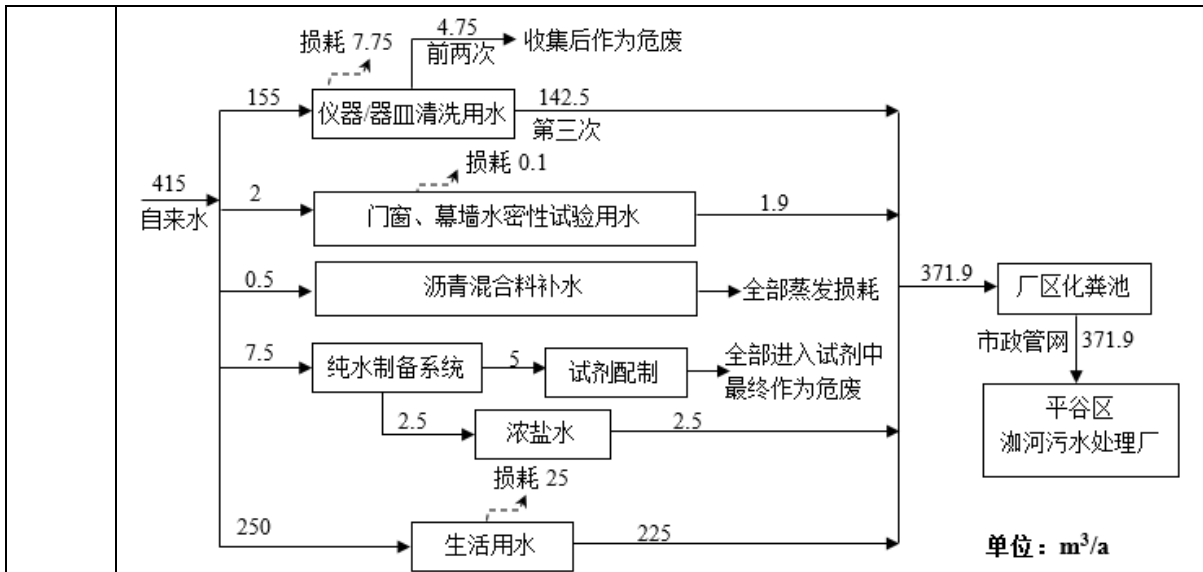 损耗 7.75
4.75
前两次
收集后作为危废
155
仪器/器皿清洗用水
142.5
第三次
415
自来水
损耗 0.1
2
门窗、幕墙水密性试验用水
1.9
0.5
沥青混合料补水
全部蒸发损耗
371.9
厂区化粪池
市政管网
371.9
7.5
纯水制备系统
5
试剂配制
全部进入试剂中
最终作为危废
2.5
浓盐水
2.5
平谷区
洳河污水处理厂
损耗 25
250
生活用水
225
单位：m³/a